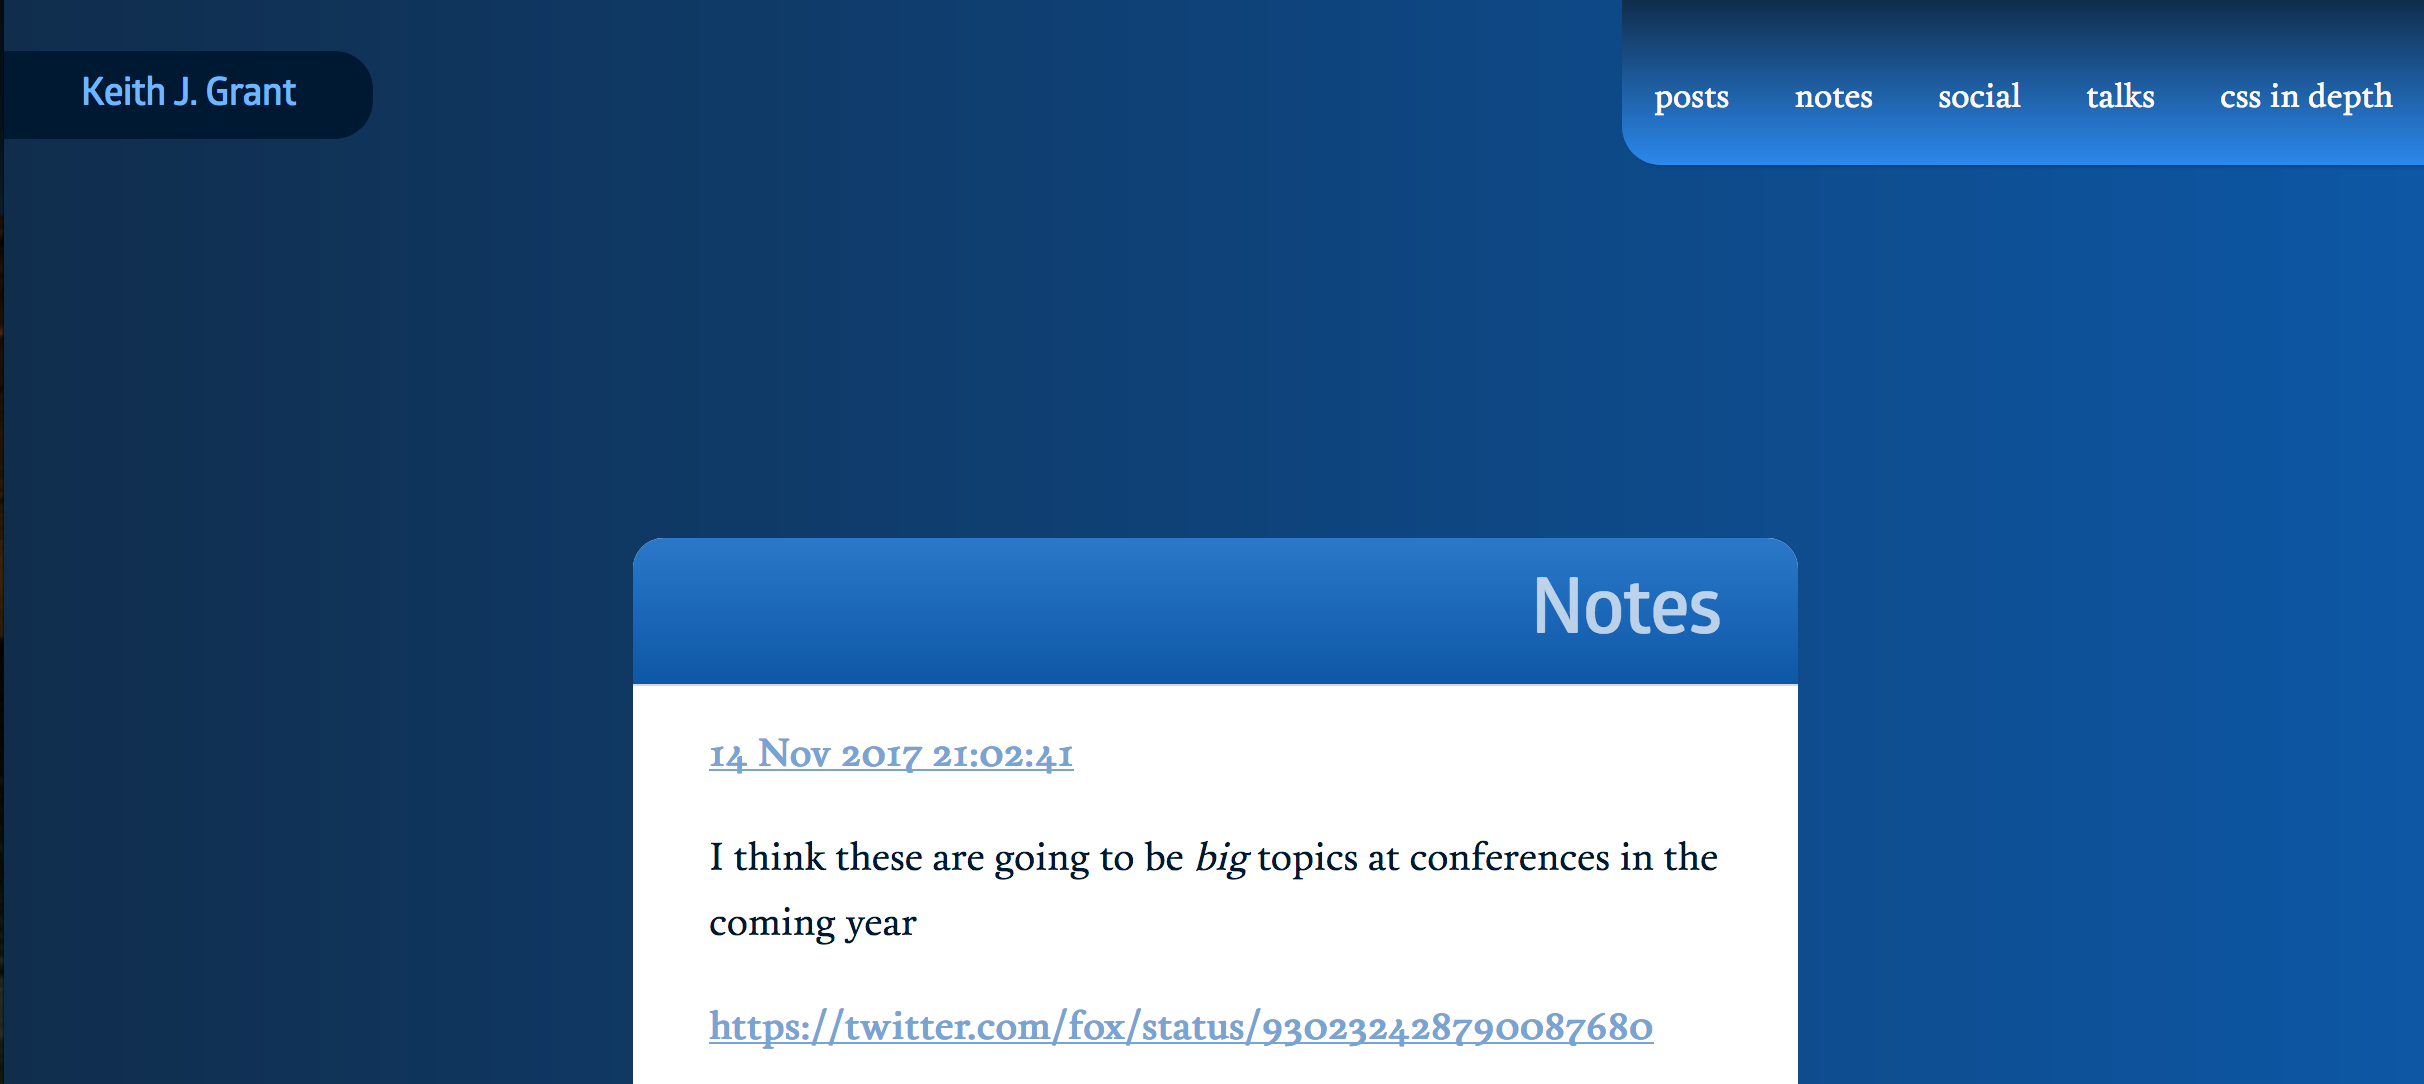 Keith J. Grant
posts notes social talks css in depth
Notes
14 Nov 2017 21:02:41
I think these are going to be big topics at conferences in the
coming year
https://twitter.com/fox/status/930232428790087680